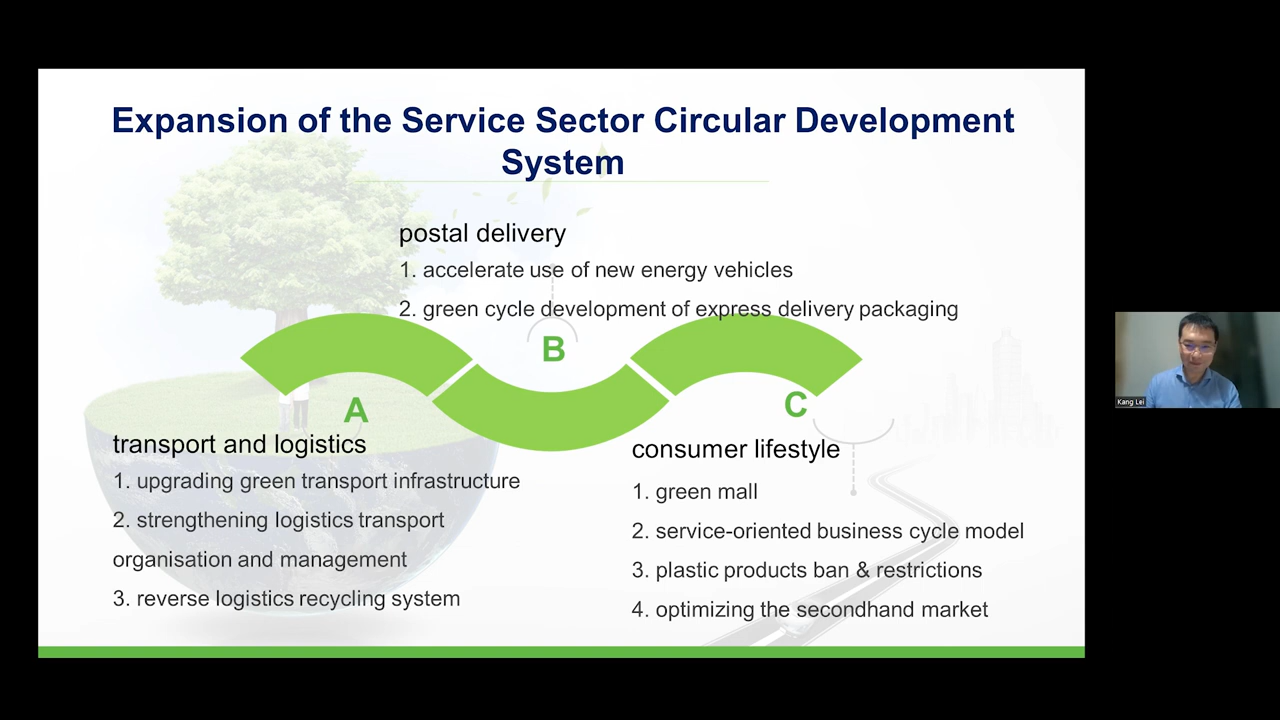 Expansion of the Service Sector Circular Development
System
postal delivery
1. accelerate use of new energy vehicles
2. green cycle development of express delivery packaging
B
A
transport and logistics
1. upgrading green transport infrastructure
2. strengthening logistics transport
organisation and management
3. reverse logistics recycling system
C
consumer lifestyle
1. green mall
2. service-oriented business cycle model
3. plastic products ban & restrictions
4. optimizing the secondhand market
Kang Lei